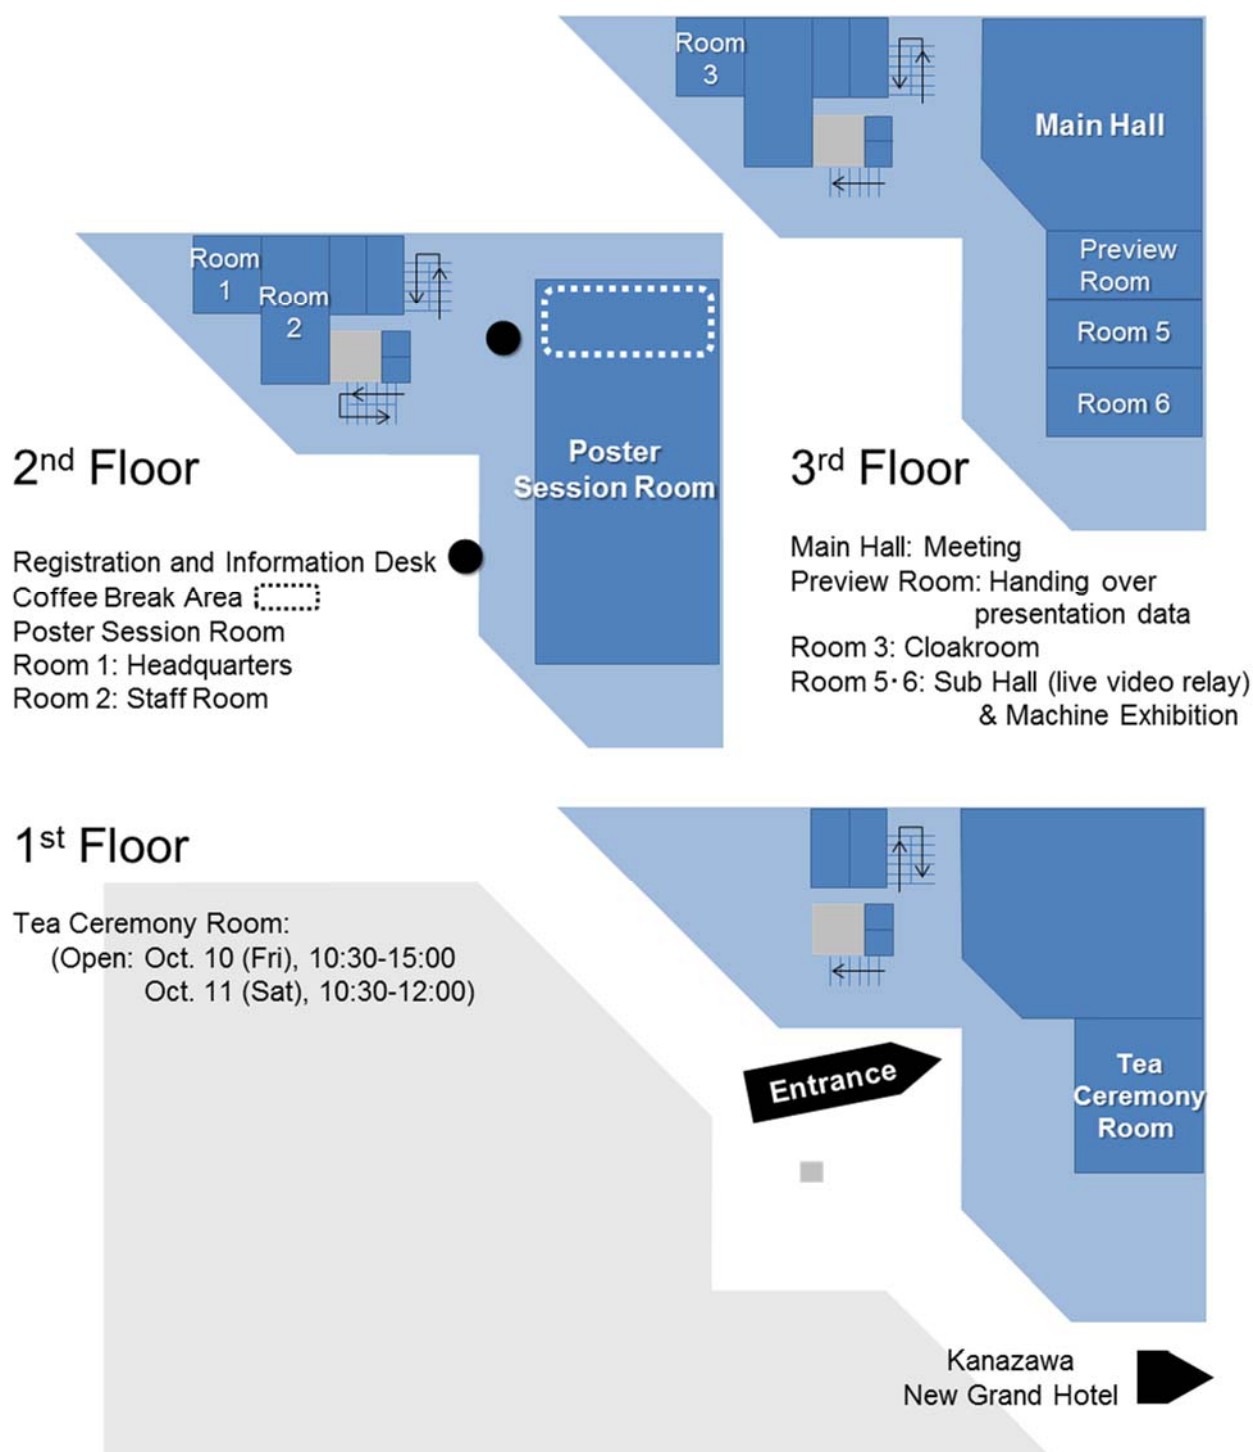 Room
3
Main Hall
Preview
Room
Room 5
Room 6
3rd Floor
Main Hall: Meeting
Preview Room: Handing over
presentation data
Room 3: Cloakroom
Room 5･6: Sub Hall (live video relay)
& Machine Exhibition
Room
1
Room
2
Poster
Session Room
2nd Floor
Registration and Information Desk
Coffee Break Area
Poster Session Room
Room 1: Headquarters
Room 2: Staff Room
1st Floor
Tea Ceremony Room:
(Open: Oct. 10 (Fri), 10:30-15:00
Oct. 11 (Sat), 10:30-12:00)
Entrance
Tea
Ceremony
Room
Kanazawa
New Grand Hotel